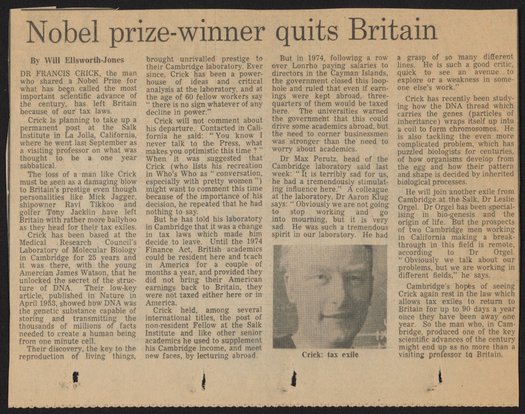 Nobel prize-winner quits Britain
By Will Ellsworth-Jones
DR FRANCIS CRICK, the man
who shared a Nobel Prize for
what has been called the most
important scientific advance of
the century, has left Britain
because of our tax laws.
Crick is planning to take up a
permanent post at the Salk
Institute in La Jolla, California,
where he went last September as
a visiting professor on what was
thought to be a one year
sabbatical.
The loss of a man like Crick
must be seen as a damaging blow
to Britain's prestige even though
personalities like Mick Jagger,
shipowner Ravi Tikkoo and
golfer Tony Jacklin have left
Britain with rather more ballyhoo
as they head for their tax exiles.
Crick has been based at the
Medical Research Council's
Laboratory of Molecular Biology
in Cambridge for 25 years and
it was there, with the young
American James Watson, that he
unlocked the secret of the struc-
ture of DNA. Their low-key
article, published in Nature in
April 1953, showed how DNA was
the genetic substance capable of
storing and transmitting the
thousands of millions of facts
needed to create a human being
from one minute cell.
Their discovery, the key to the
reproduction of living things,
brought unrivalled prestige to
their Cambridge laboratory. Ever
since, Crick has been a power-
house of ideas and critical
analysis at the laboratory, and at
the age of 60 fellow workers say
" there is no sign whatever of any
decline in power."
Crick will not comment about
his departure. Contacted in Cali-
fornia he said: " You know I
never talk to the Press, what
makes you optimistic this time ? "
When it was suggested that
Crick (who lists his recreation
in Who's Who as " conversation,
especially with pretty women ")
might want to comment this time
because of the importance of his
decision, he repeated that he had
nothing to say.
But he has told his laboratory
in Cambridge that it was a change
in tax laws which made him
decide to leave. Until the 1974
Finance Act, British academics
could be resident here and teach
in America for a couple of
months a year, and provided they
did not bring their American
earnings back to Britain, they
were not taxed either here or in
America.
Crick held, among several
international titles, the post of
non-resident Fellow at the Salk
Institute and like other senior
academics he used to supplement
his Cambridge income, and meet
new faces, by lecturing abroad.
But in 1974, following a row
over Lonrho paying salaries to
directors in the Cayman Islands,
the government closed this loop-
hole and ruled that even if earn-
ings were kept abroad, three-
quarters of them would be taxed
here. The universities warned
the government that this could
drive some academics abroad, but
the need to corner businessmen
was stronger than the need to
worry about academics.
Dr Max Perutz, head of the
Cambridge laboratory said last
week: " It is terribly sad for us,
he had a tremendously stimulat-
ing influence here." A colleague
at the laboratory, Dr Aaron Klug
says: " Obviously we are not going
to stop working and go
into mourning, but it is very
sad. He was such a tremendous
spirit in our laboratory. He had
Crick: tax exile
a grasp of so many different
lines. He is such a good critic,
quick to see an avenue to
explore or a weakness in some-
one else's work."
Crick has recently been study-
ing how the DNA thread which
carries the genes (particles of
inheritance) wraps itself up into
a coil to form chromosomes. He
is also tackling the even more
complicated problem, which has
puzzled biologists for centuries,
of how organisms develop from
the egg and how their pattern
and shape is decided by inherited
biological processes.
He will join another exile from
Cambridge at the Salk, Dr Leslie
Orgel. Dr Orgel has been special-
ising in bio-genesis and the
origin of life. But the prospects of
two Cambridge men working in
California making a break-
through in this field is remote,
according to Dr Orgel.
" Obviously we talk about our
problems, but we are working in
different fields," he says.
Cambridge's hopes of seeing
Crick again rest in the law which
allows tax exiles to return to
Britain for up to 90 days a year
once they have been away one
year. So the man who, in Cam-
bridge, produced one of the key
scientific advances of the century
might end up as no more than a
visiting professor to Britain.